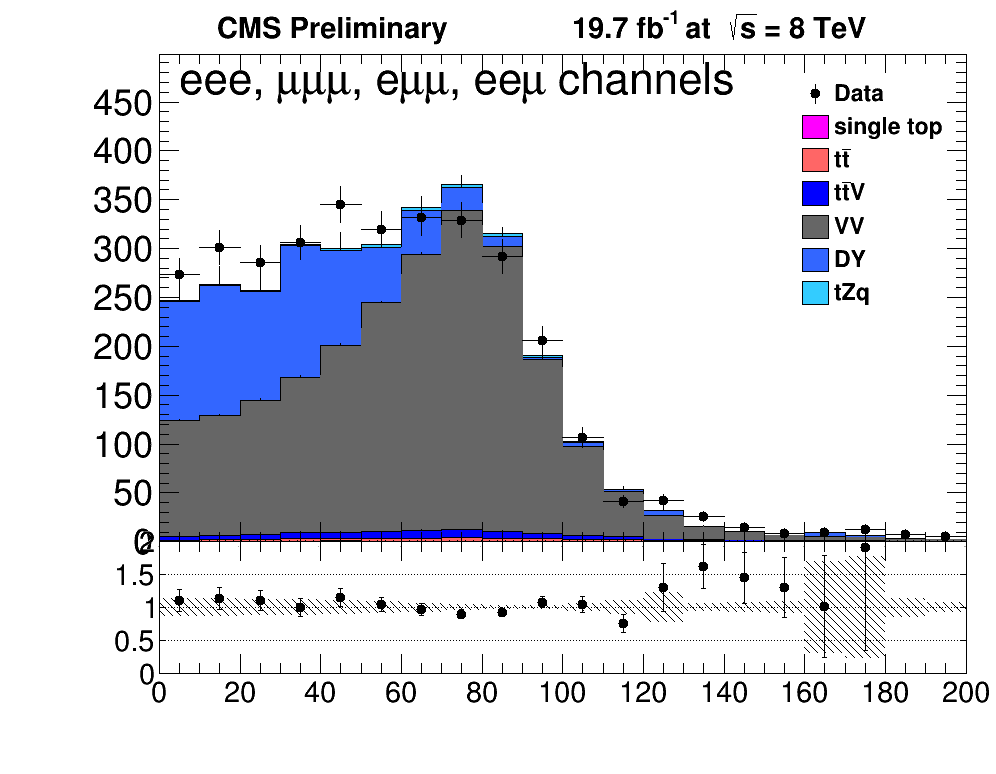 CMS Preliminary 19.7 fb⁻¹ at √s = 8 TeV
eee, μμμ, eμμ, eeμ channels
Data
single top
tt̄
tt̄V
VV
DY
tZq
450
400
350
300
250
200
150
100
50
0
2
1.5
1
0.5
0
0 20 40 60 80 100 120 140 160 180 200